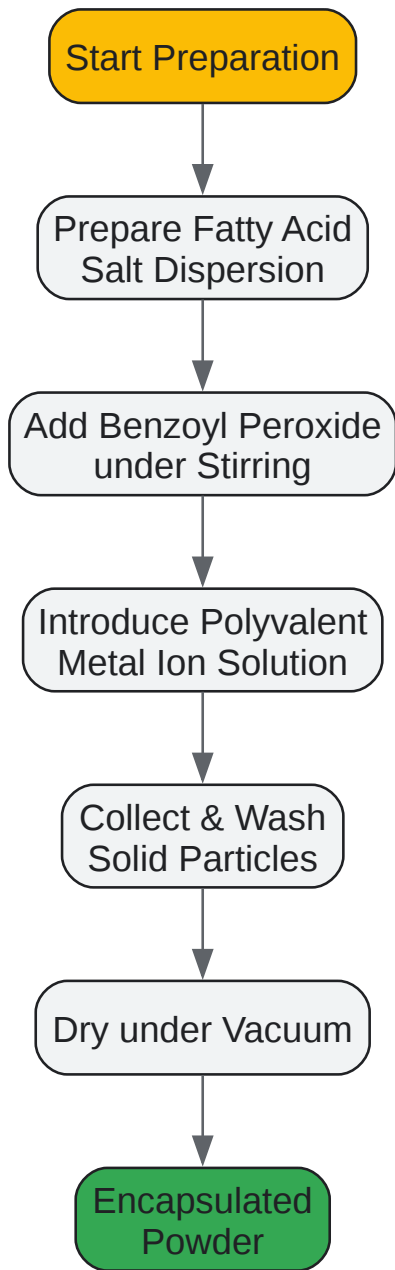 Start Preparation
Prepare Fatty Acid
Salt Dispersion
Add Benzoyl Peroxide
under Stirring
Introduce Polyvalent
Metal Ion Solution
Collect & Wash
Solid Particles
Dry under Vacuum
Encapsulated
Powder